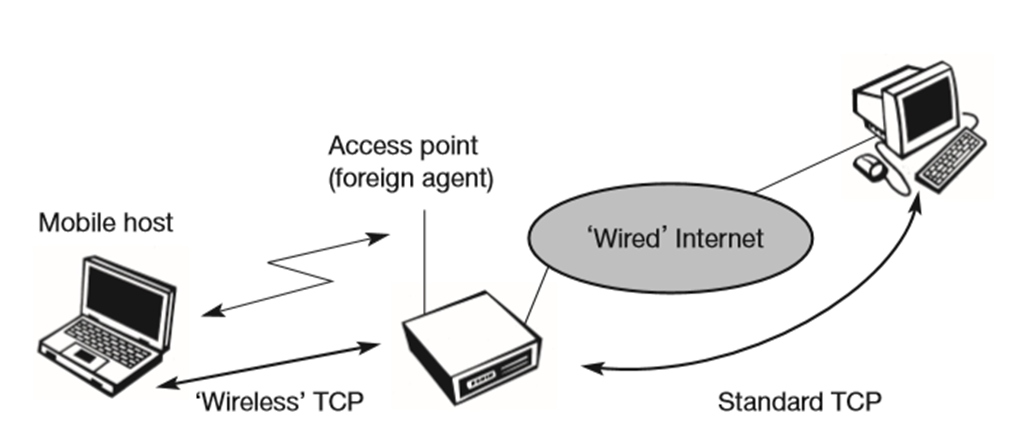 Access point
(foreign agent)
Mobile host
‘Wired’ Internet
‘Wireless’ TCP
Standard TCP